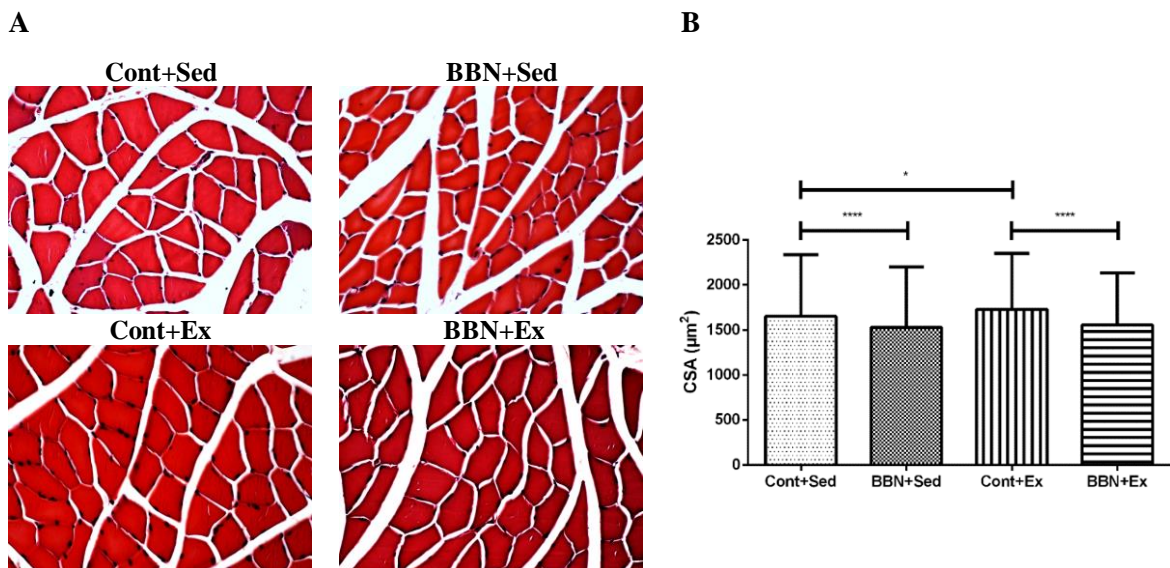 A
B
Cont+Sed
BBN+Sed
Cont+Ex
BBN+Ex
*
**** ****
2500
2000
1500
1000
500
0
CSA (µm²)
Cont+Sed BBN+Sed Cont+Ex BBN+Ex